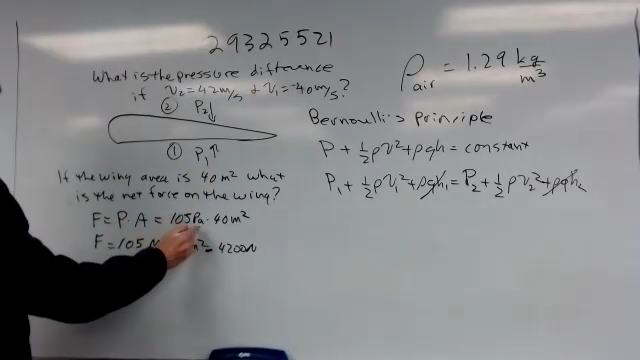 29325521
What is the pressure difference
if v₂ = 42 m/s & v₁ = 40 m/s?
② P₂↓
① P₁↑
If the wing area is 40 m² what
is the net force on the wing?
F = P · A = 105 Pa · 40 m²
F = 105 m² = 4200N
ρair = 1.29 kg/m³
Bernoulli's principle
P + ½ρv² + ρgh = constant
P₁ + ½ρv₁² + ρgh₁ = P₂ + ½ρv₂² + ρgh₂